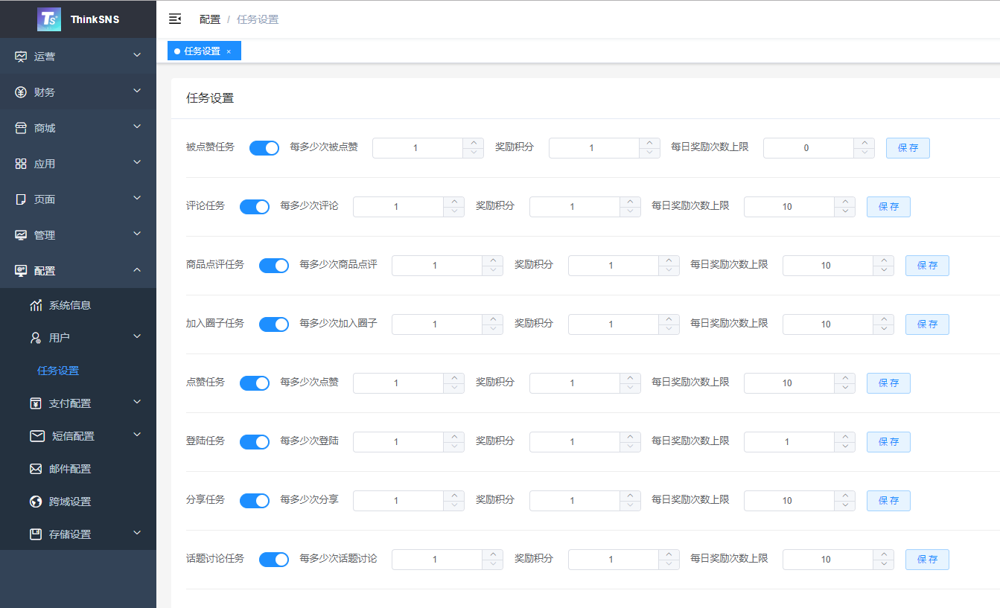 ThinkSNS
运营
财务
商城
应用
页面
管理
配置
系统信息
用户
任务设置
支付配置
短信配置
邮件配置
跨域设置
存储设置
配置 / 任务设置
任务设置 ×
任务设置
被点赞任务 每多少次被点赞 1 奖励积分 1 每日奖励次数上限 0 保存
评论任务 每多少次评论 1 奖励积分 1 每日奖励次数上限 10 保存
商品点评任务 每多少次商品点评 1 奖励积分 1 每日奖励次数上限 10 保存
加入圈子任务 每多少次加入圈子 1 奖励积分 1 每日奖励次数上限 10 保存
点赞任务 每多少次点赞 1 奖励积分 1 每日奖励次数上限 10 保存
登陆任务 每多少次登陆 1 奖励积分 1 每日奖励次数上限 1 保存
分享任务 每多少次分享 1 奖励积分 1 每日奖励次数上限 10 保存
话题讨论任务 每多少次话题讨论 1 奖励积分 1 每日奖励次数上限 10 保存